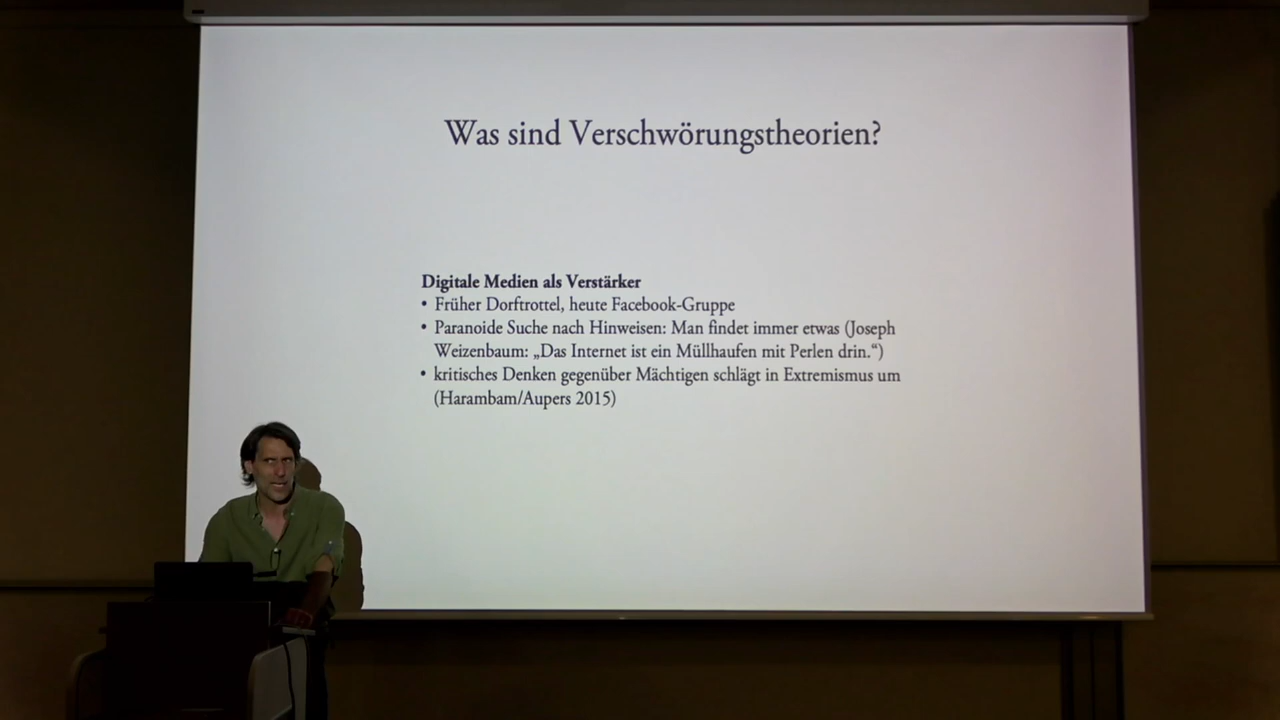 Was sind Verschwörungstheorien?
Digitale Medien als Verstärker
• Früher Dorftrottel, heute Facebook-Gruppe
• Paranoide Suche nach Hinweisen: Man findet immer etwas (Joseph
Weizenbaum: „Das Internet ist ein Müllhaufen mit Perlen drin.“)
• kritisches Denken gegenüber Mächtigen schlägt in Extremismus um
(Harambam/Aupers 2015)